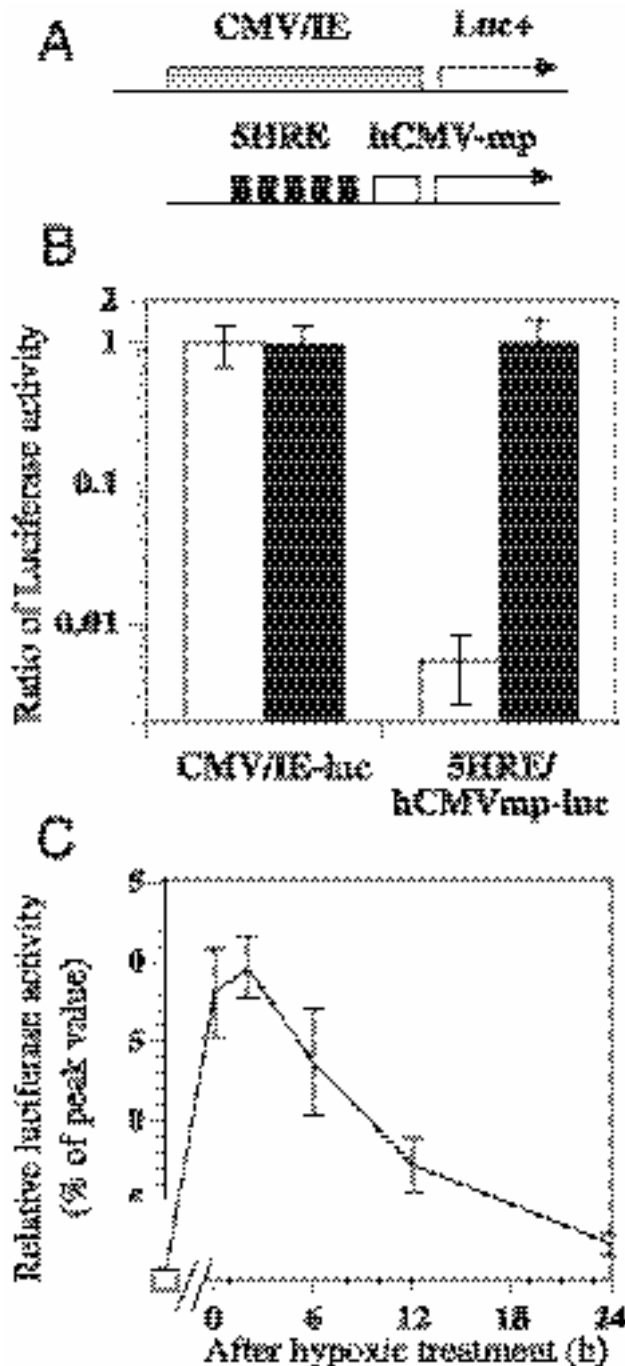 A
CMV/IE Luc+
5HRE hCMV-mp
B
Ratio of Luciferase activity
1
0.1
0.01
CMV/IE-luc 5HRE/
hCMVmp-luc
C
Relative luciferase activity
(% of peak value)
0 6 12 18 24
After hypoxic treatment (h)